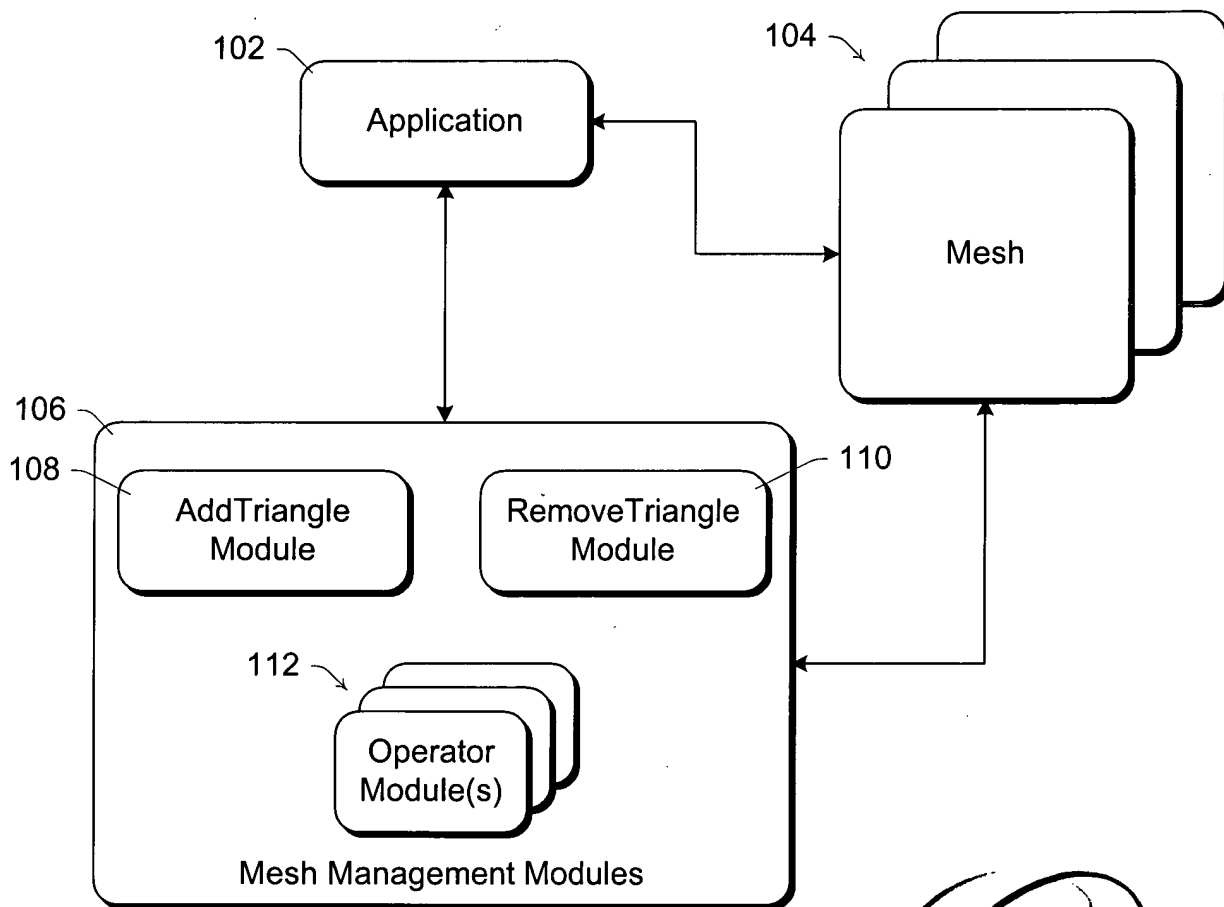 102
Application
104
Mesh
106
108
AddTriangle
Module
110
RemoveTriangle
Module
112
Operator
Module(s)
Mesh Management Modules